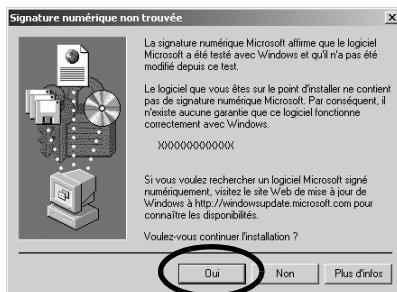 Signature numérique non trouvée
La signature numérique Microsoft affirme que le logiciel
Microsoft a été testé avec Windows et qu'il n'a pas été
modifié depuis ce test.
Le logiciel que vous êtes sur le point d'installer ne contient
pas de signature numérique Microsoft. Par conséquent, il
n'existe aucune garantie que ce logiciel fonctionne
correctement avec Windows.
XXXXXXXXXXXX
Si vous voulez rechercher un logiciel Microsoft signé
numériquement, visitez le site Web de mise à jour de
Windows à http://windowsupdate.microsoft.com pour
connaître les disponibilités.
Voulez-vous continuer l'installation ?
Oui Non Plus d'infos